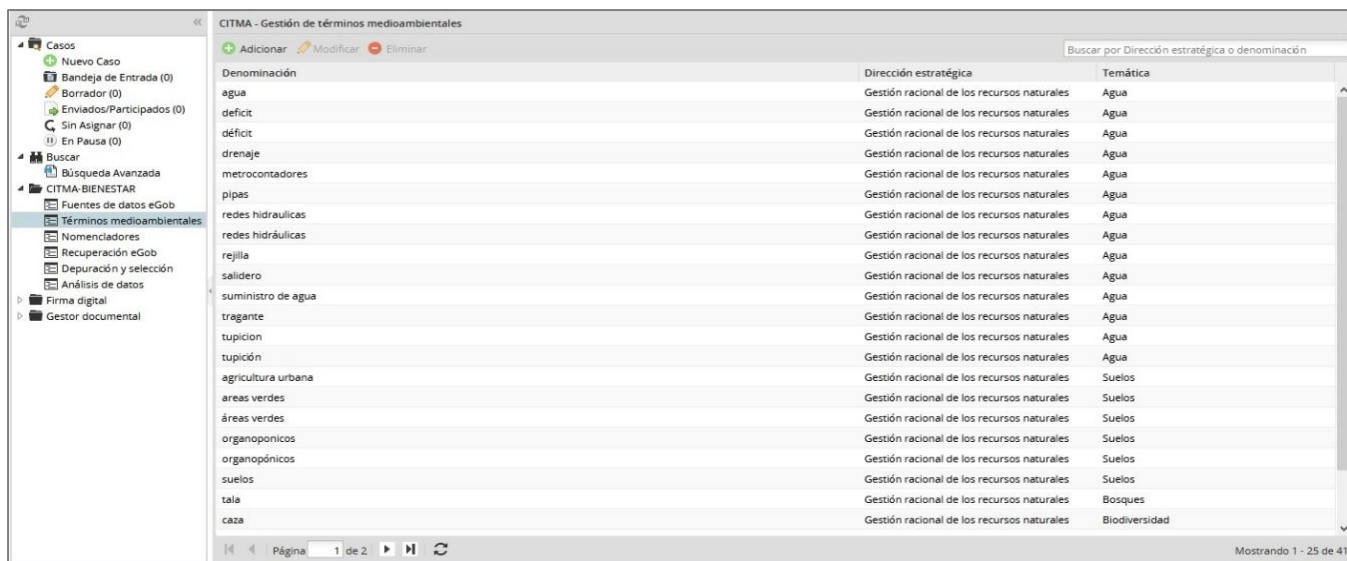 CITMA - Gestión de términos medioambientales
Casos
Nuevo Caso
Bandeja de Entrada (0)
Borrador (0)
Enviados/Participados (0)
Sin Asignar (0)
En Pausa (0)
Buscar
Búsqueda Avanzada
CITMA-BIENESTAR
Fuentes de datos eGob
Términos medioambientales
Nomencladores
Recuperación eGob
Depuración y selección
Análisis de datos
Firma digital
Gestor documental
Adicionar Modificar Eliminar Buscar por Dirección estratégica o denominación
Denominación Dirección estratégica Temática
agua Gestión racional de los recursos naturales Agua
deficit Gestión racional de los recursos naturales Agua
déficit Gestión racional de los recursos naturales Agua
drenaje Gestión racional de los recursos naturales Agua
metrocontadores Gestión racional de los recursos naturales Agua
pipas Gestión racional de los recursos naturales Agua
redes hidraulicas Gestión racional de los recursos naturales Agua
redes hidráulicas Gestión racional de los recursos naturales Agua
rejilla Gestión racional de los recursos naturales Agua
salidero Gestión racional de los recursos naturales Agua
suministro de agua Gestión racional de los recursos naturales Agua
tragante Gestión racional de los recursos naturales Agua
tupicion Gestión racional de los recursos naturales Agua
tupición Gestión racional de los recursos naturales Agua
agricultura urbana Gestión racional de los recursos naturales Suelos
areas verdes Gestión racional de los recursos naturales Suelos
áreas verdes Gestión racional de los recursos naturales Suelos
organoponicos Gestión racional de los recursos naturales Suelos
organopónicos Gestión racional de los recursos naturales Suelos
suelos Gestión racional de los recursos naturales Suelos
tala Gestión racional de los recursos naturales Bosques
caza Gestión racional de los recursos naturales Biodiversidad
Página 1 de 2 Mostrando 1 - 25 de 41